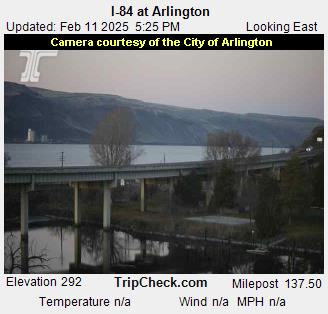 I-84 at Arlington
Updated: Feb 11 2025 5:25 PM Looking East
Camera courtesy of the City of Arlington
Elevation 292 TripCheck.com Milepost 137.50
Temperature n/a Wind n/a MPH n/a